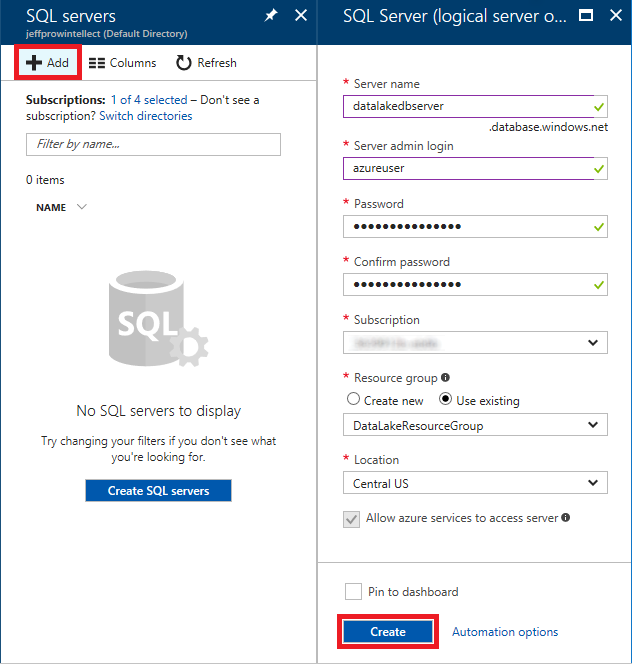 SQL servers
jeffprowintellect (Default Directory)
Add
Columns
Refresh
Subscriptions: 1 of 4 selected – Don't see a
subscription? Switch directories
Filter by name...
0 items
NAME
SQL
No SQL servers to display
Try changing your filters if you don't see what
you're looking for.
Create SQL servers
SQL Server (logical server o...
* Server name
datalakedbserver
.database.windows.net
* Server admin login
azureuser
* Password
•••••••••••••••
* Confirm password
•••••••••••••••
* Subscription
* Resource group
Create new Use existing
DataLakeResourceGroup
* Location
Central US
Allow azure services to access server
Pin to dashboard
Create
Automation options